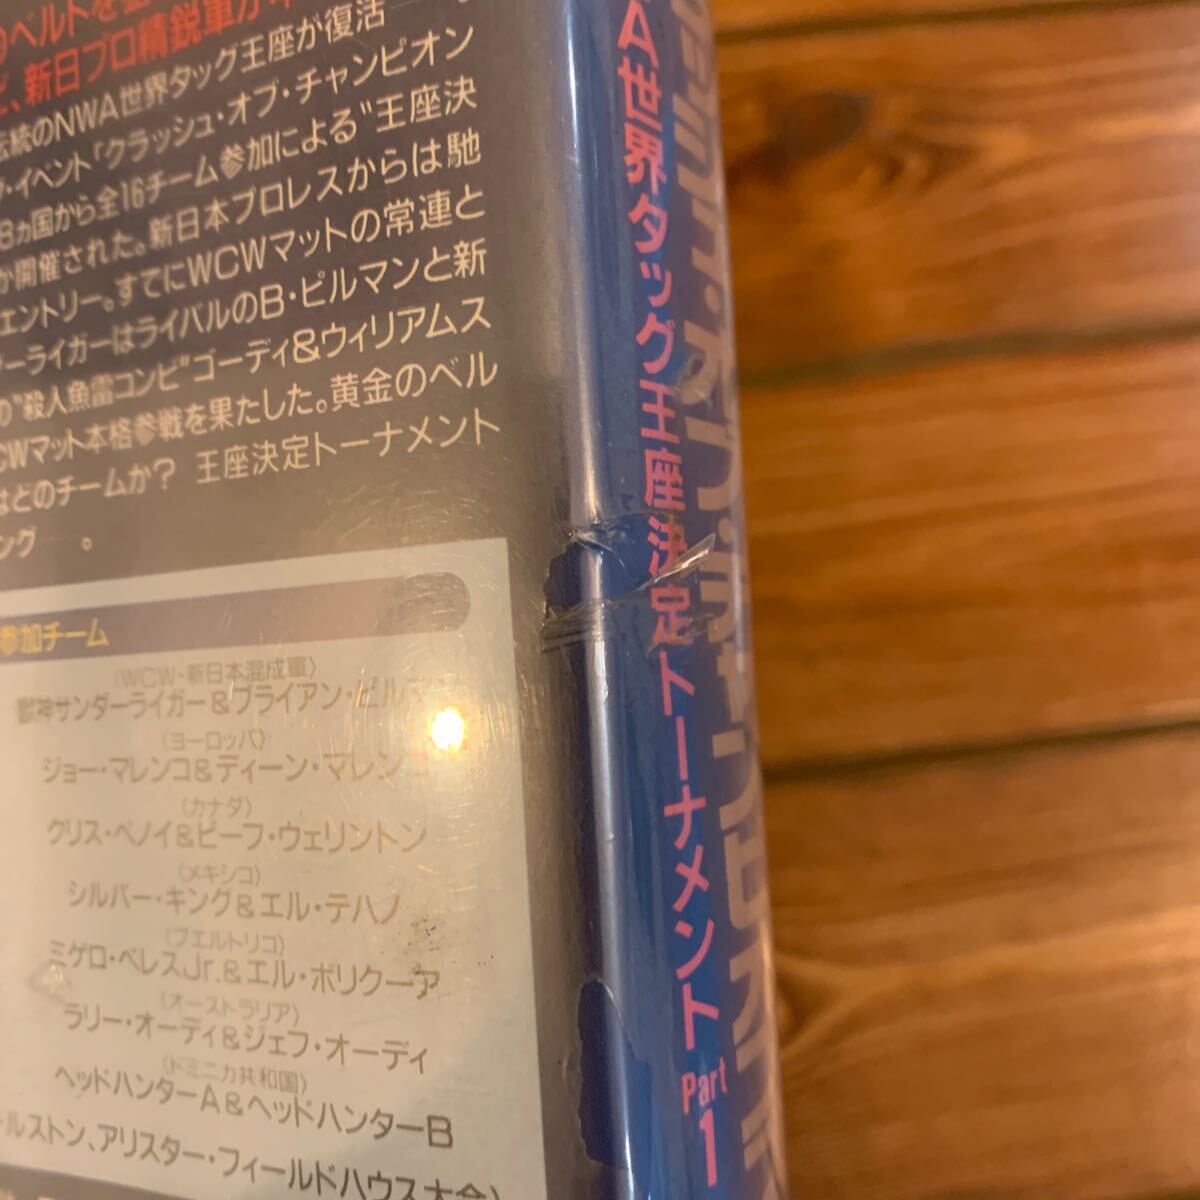 のベルトを
、新日プロ精鋭軍が
伝統のNWA世界タッグ王座が復活
・イベント「クラッシュ・オブ・チャンピオン
8ヵ国から全16チーム参加による"王座決
が開催された。新日本プロレスからは馳
エントリー。すでにWCWマットの常連と
ーライガーはライバルのB・ピルマンと新
の"殺人魚雷コンビ"ゴーディ&ウィリアムス
CWマット本格参戦を果たした。黄金のベル
はどのチームか? 王座決定トーナメント
ング―。
参加チーム
〈WCW・新日本混成軍〉
獣神サンダーライガー&ブライアン・ピルマン
〈ヨーロッパ〉
ジョー・マレンコ&ディーン・マレンコ
〈カナダ〉
クリス・ベノイ&ビーフ・ウェリントン
〈メキシコ〉
シルバー・キング&エル・テハノ
〈プエルトリコ〉
ミゲロ・ペレスJr.&エル・ボリクーア
〈オーストラリア〉
ラリー・オーディ&ジェフ・オーディ
〈ドミニカ共和国〉
ヘッドハンターA&ヘッドハンターB
ルストン、アリスター・フィールドハウス大会〉
A世界タッグ王座決定トーナメント Part 1